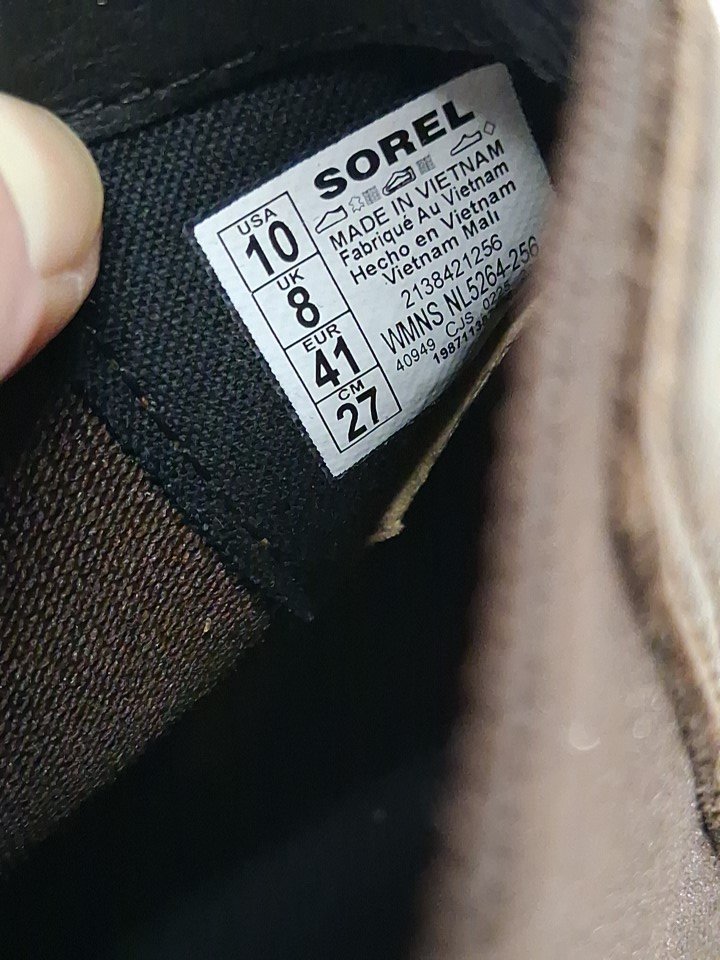 SOREL
USA
10
UK
8
EUR
41
CM
27
MADE IN VIETNAM
Fabriqué Au Vietnam
Hecho en Vietnam
Vietnam Malı
2138421256
WMNS NL5264-256
40949 CJS